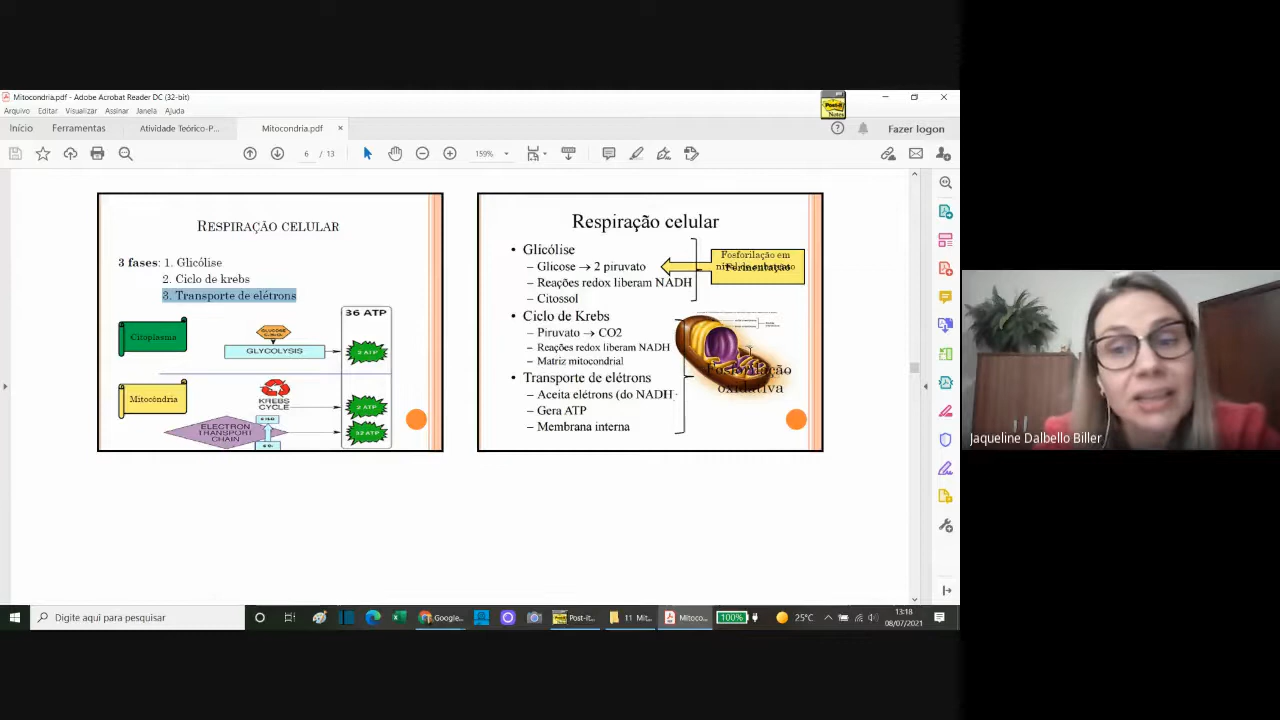 Mitocondria.pdf - Adobe Acrobat Reader DC (32-bit)
Arquivo Editar Visualizar Assinar Janela Ajuda
Início Ferramentas Atividade Teórico-P... Mitocondria.pdf × Fazer logon
6 / 13 159%
Post-it
Notes
RESPIRAÇÃO CELULAR
3 fases: 1. Glicólise
2. Ciclo de krebs
3. Transporte de elétrons
36 ATP
Citoplasma
GLYCOLYSIS
2 ATP
Mitocôndria
KREBS
CYCLE
2 ATP
ELECTRON
TRANSPORT
CHAIN
32 ATP
Respiração celular
• Glicólise
– Glicose → 2 piruvato
– Reações redox liberam NADH
– Citossol
Fosforilação em
Fermentação
• Ciclo de Krebs
– Piruvato → CO2
– Reações redox liberam NADH
– Matriz mitocondrial
• Transporte de elétrons
– Aceita elétrons (do NADH
– Gera ATP
– Membrana interna
Fosforilação
oxidativa
Jaqueline Dalbello Biller
Digite aqui para pesquisar
Google... Post-it... 11 Mit... Mitoco...
100% 25°C
13:18
08/07/2021